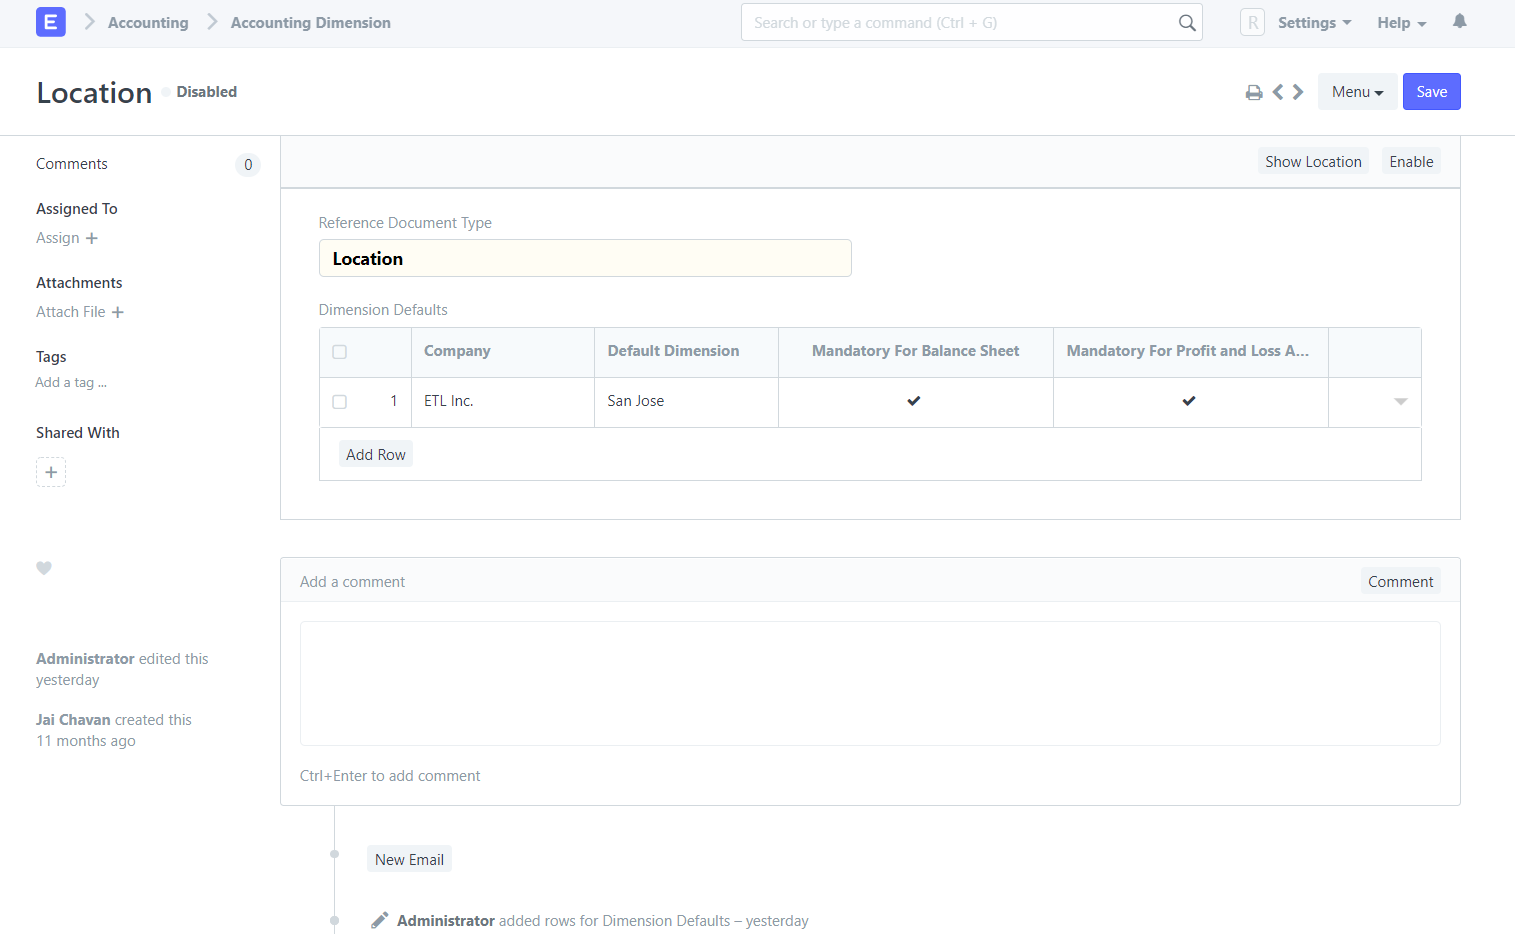 E Accounting Accounting Dimension Search or type a command (Ctrl + G) R Settings Help
Location Disabled Menu Save
Comments 0
Show Location Enable
Assigned To
Assign +
Attachments
Attach File +
Tags
Add a tag ...
Shared With
+
Administrator edited this
yesterday
Jai Chavan created this
11 months ago
Reference Document Type
Location
Dimension Defaults
Company Default Dimension Mandatory For Balance Sheet Mandatory For Profit and Loss A...
1 ETL Inc. San Jose
Add Row
Add a comment Comment
Ctrl+Enter to add comment
New Email
Administrator added rows for Dimension Defaults – yesterday